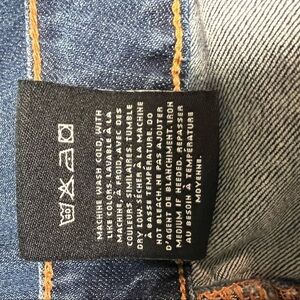 MACHINE WASH COLD, WITH
LIKE COLORS. LAVABLE À LA
MACHINE, À FROID, AVEC DES
COULEURS SIMILAIRES. TUMBLE
DRY LOW. SÉCHER À LA MACHINE
À BASSE TEMPÉRATURE. DO
NOT BLEACH. NE PAS AJOUTER
D'AGENT DE BLANCHIMENT. IRON
MEDIUM IF NEEDED. REPASSER
AU BESOIN À TEMPÉRATURE
MOYENNE.